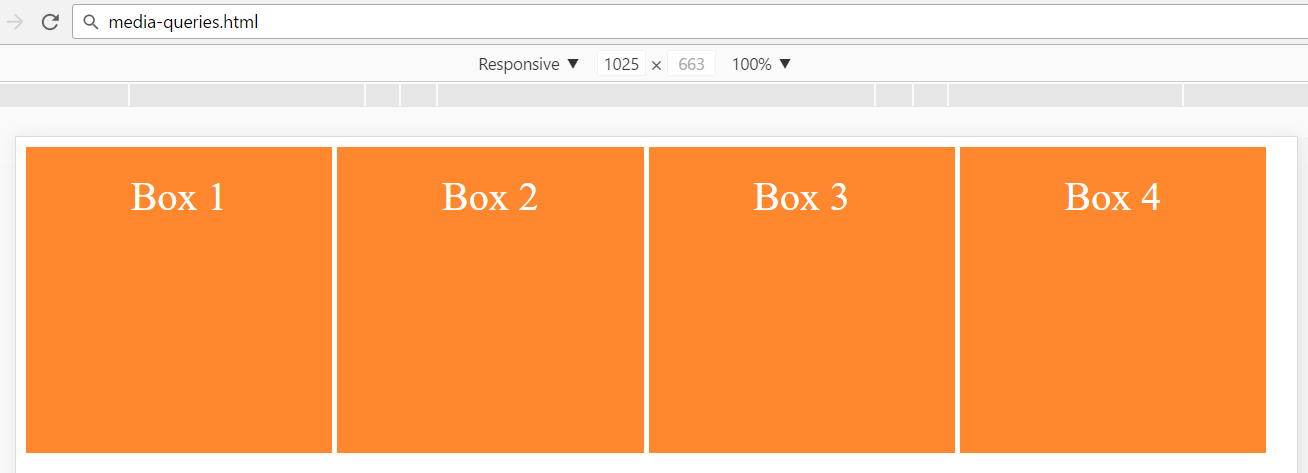 media-queries.html
Responsive ▼ 1025 × 663 100% ▼
Box 1 Box 2 Box 3 Box 4